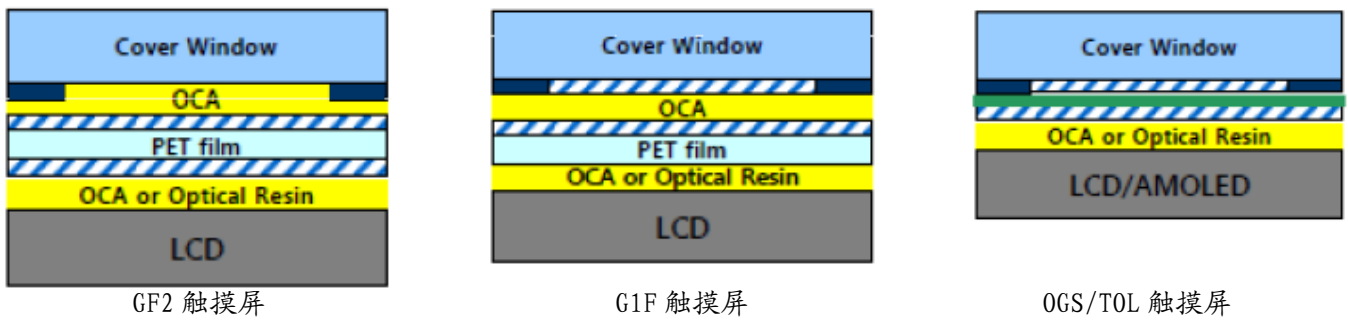 Cover Window
OCA
PET film
OCA or Optical Resin
LCD
GF2 触摸屏
Cover Window
OCA
PET film
OCA or Optical Resin
LCD
G1F 触摸屏
Cover Window
OCA or Optical Resin
LCD/AMOLED
OGS/TOL 触摸屏